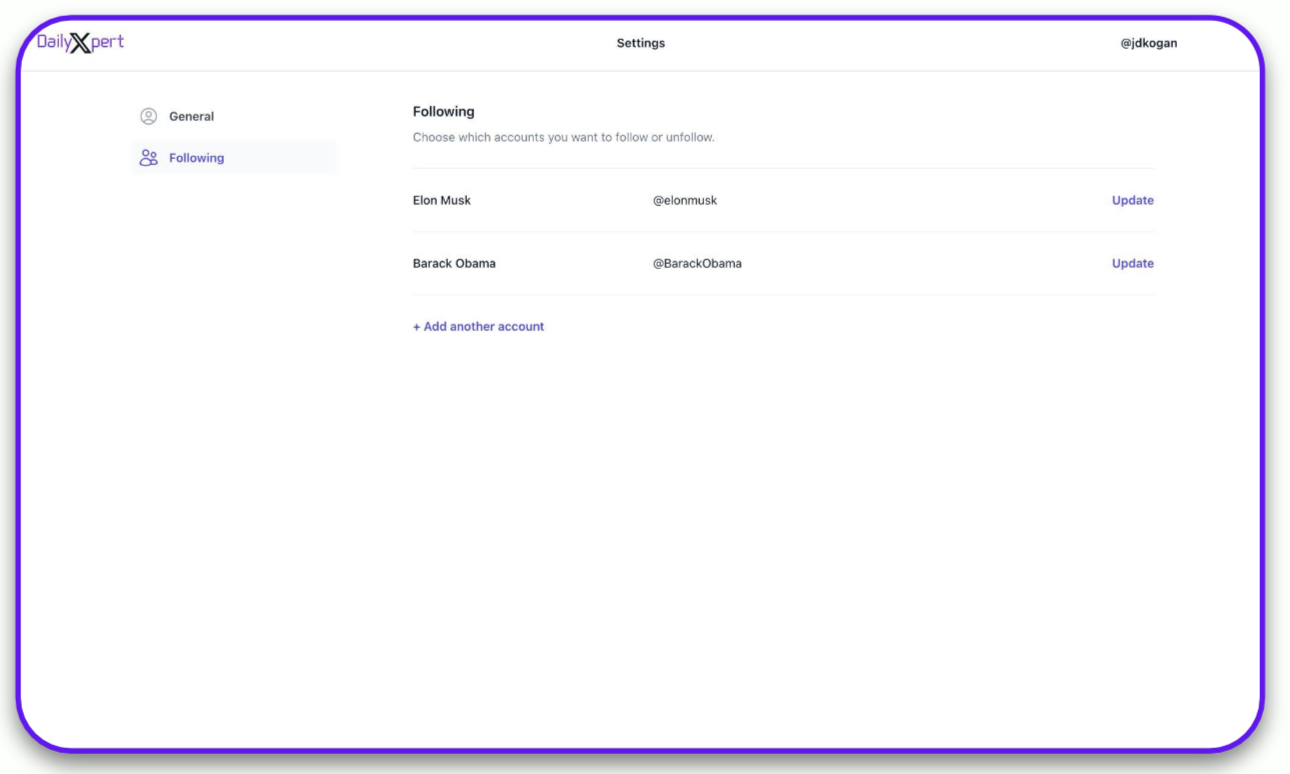 DailyXpert
Settings
@jdkogan
General
Following
Following
Choose which accounts you want to follow or unfollow.
Elon Musk @elonmusk Update
Barack Obama @BarackObama Update
+ Add another account